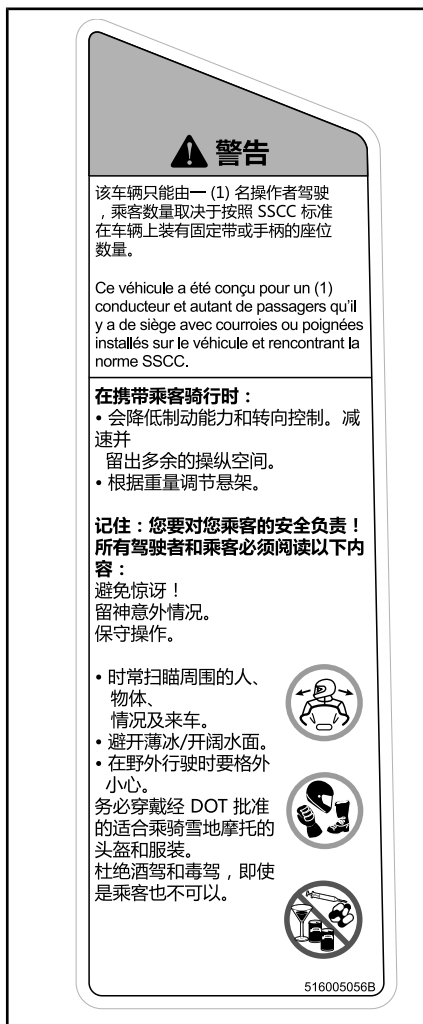 警告
该车辆只能由一 (1) 名操作者驾驶
，乘客数量取决于按照 SSCC 标准
在车辆上装有固定带或手柄的座位
数量。
Ce véhicule a été conçu pour un (1)
conducteur et autant de passagers qu'il
y a de siège avec courroies ou poignées
installés sur le véhicule et rencontrant la
norme SSCC.
在携带乘客骑行时：
• 会降低制动能力和转向控制。减
速并
留出多余的操纵空间。
• 根据重量调节悬架。
记住：您要对您乘客的安全负责！
所有驾驶者和乘客必须阅读以下内
容：
避免惊讶！
留神意外情况。
保守操作。
• 时常扫瞄周围的人、
物体、
情况及来车。
• 避开薄冰/开阔水面。
• 在野外行驶时要格外
小心。
务必穿戴经 DOT 批准
的适合乘骑雪地摩托的
头盔和服装。
杜绝酒驾和毒驾，即使
是乘客也不可以。
516005056B